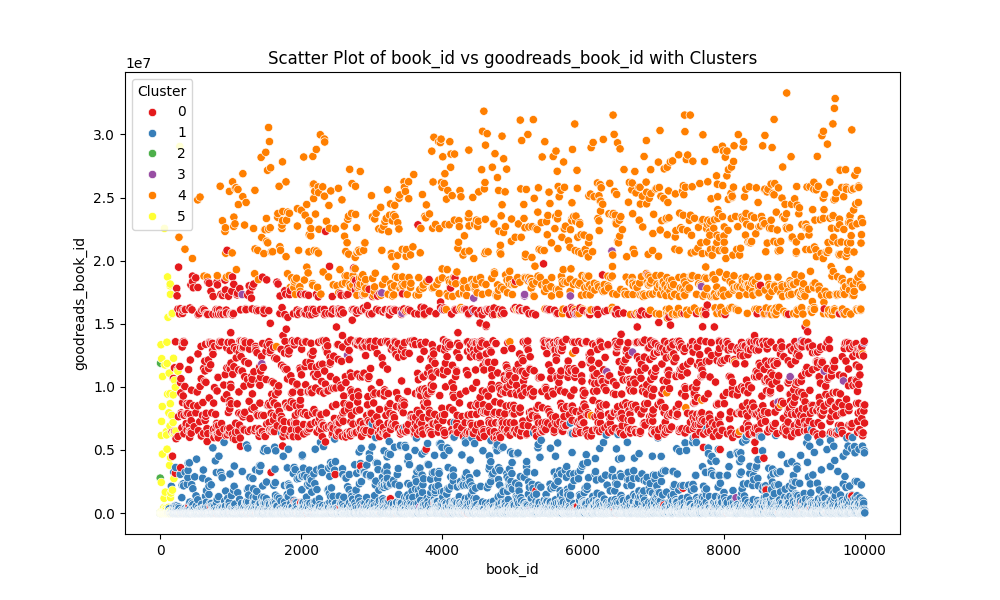 Scatter Plot of book_id vs goodreads_book_id with Clusters
1e7
Cluster
0
1
2
3
4
5
3.0
2.5
2.0
1.5
1.0
0.5
0.0
goodreads_book_id
0 2000 4000 6000 8000 10000
book_id